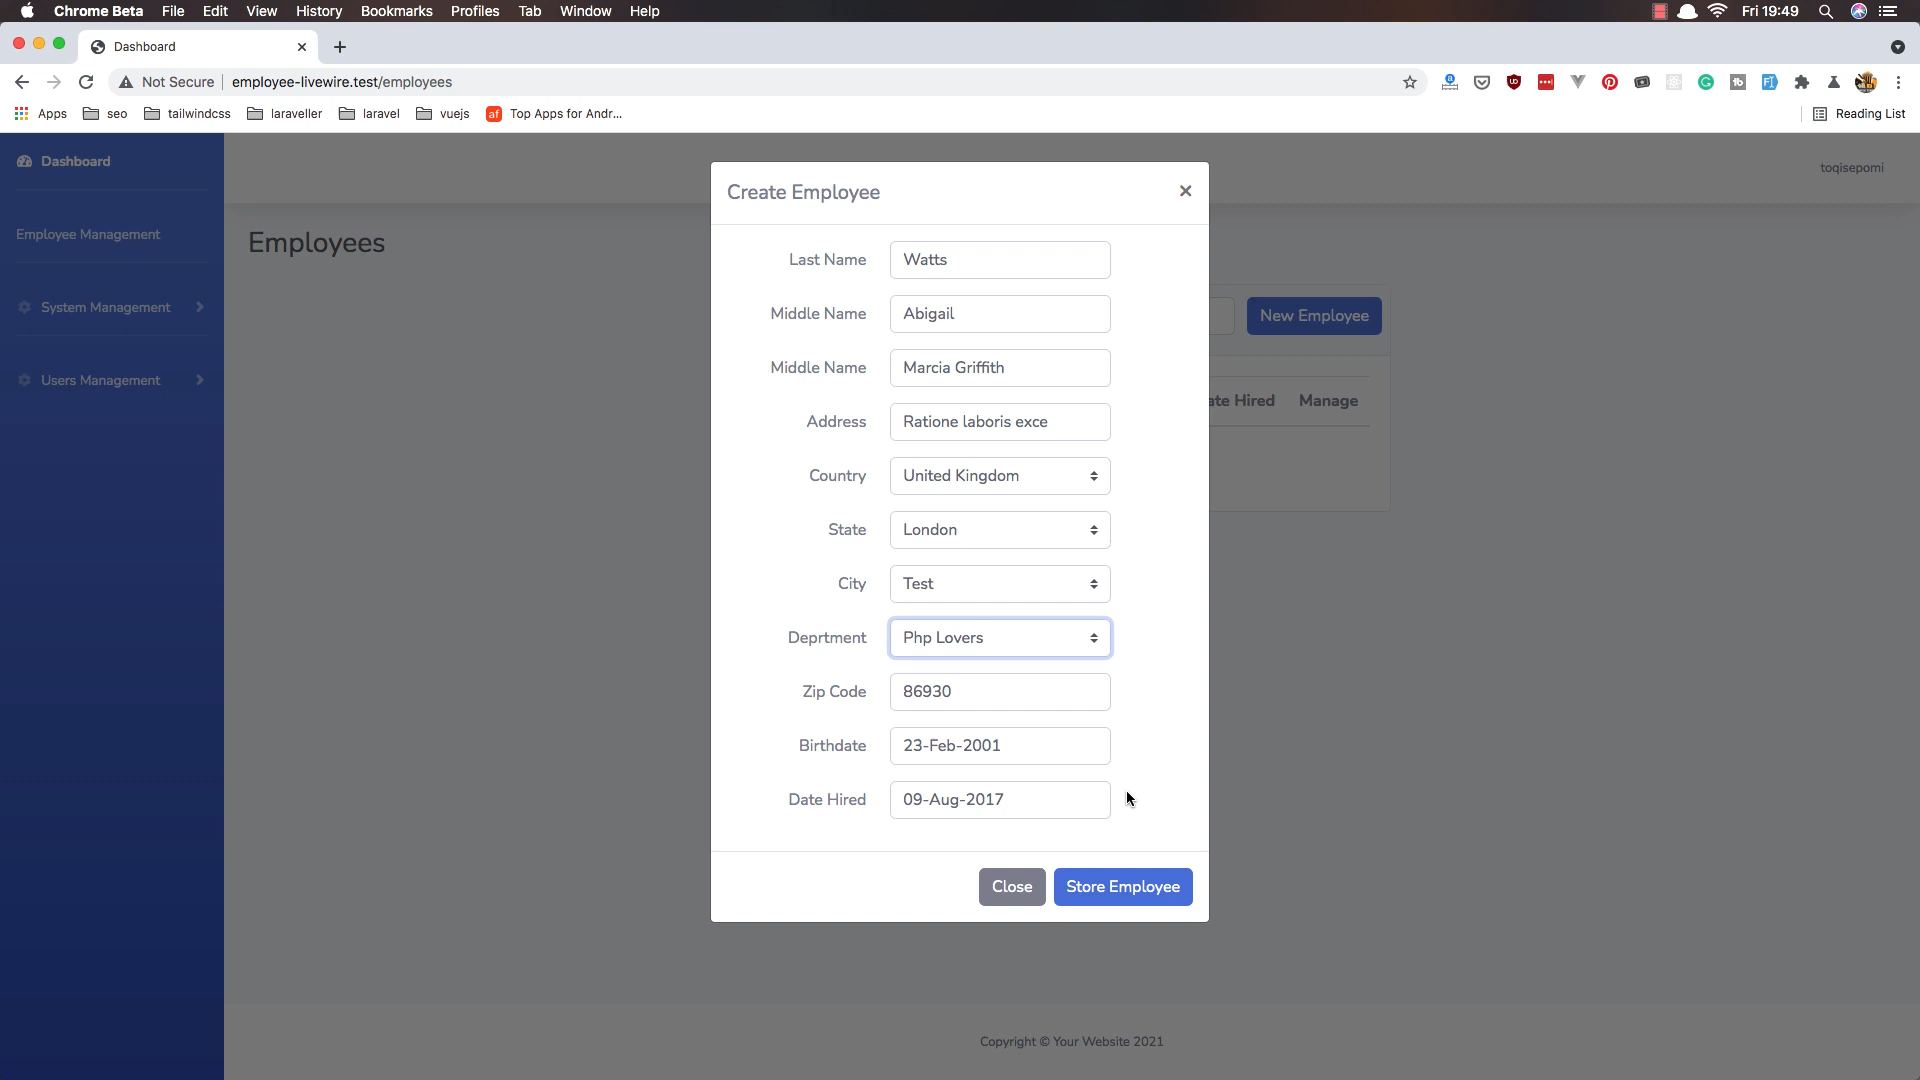 Chrome Beta File Edit View History Bookmarks Profiles Tab Window Help Fri 19:49
Dashboard
Not Secure employee-livewire.test/employees
Apps seo tailwindcss laraveller laravel vuejs af Top Apps for Andr... Reading List
Dashboard
toqisepomi
Employee Management
System Management
Users Management
Employees
New Employee
ate Hired Manage
Create Employee
Last Name Watts
Middle Name Abigail
Middle Name Marcia Griffith
Address Ratione laboris exce
Country United Kingdom
State London
City Test
Deprtment Php Lovers
Zip Code 86930
Birthdate 23-Feb-2001
Date Hired 09-Aug-2017
Close Store Employee
Copyright © Your Website 2021